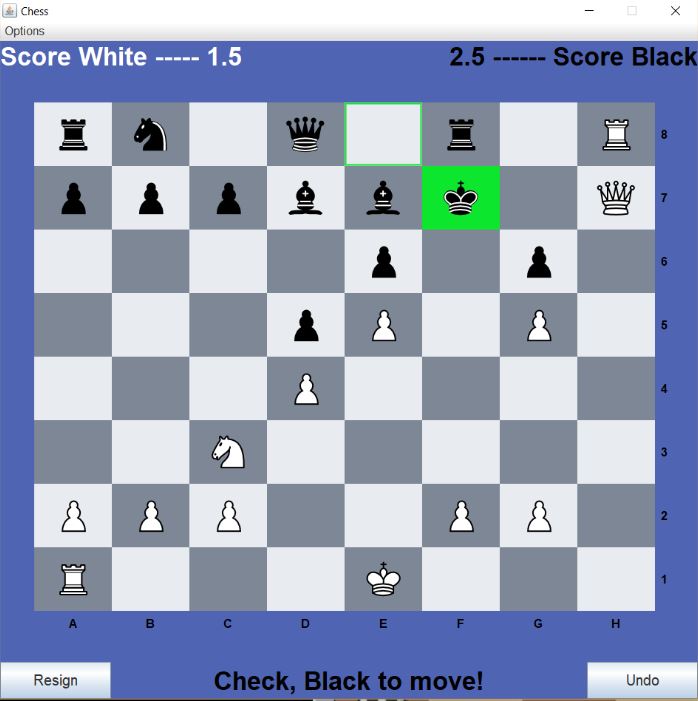 Chess
Options
Score White ----- 1.5
2.5 ------ Score Black
8
7
6
5
4
3
2
1
A B C D E F G H
Resign
Check, Black to move!
Undo